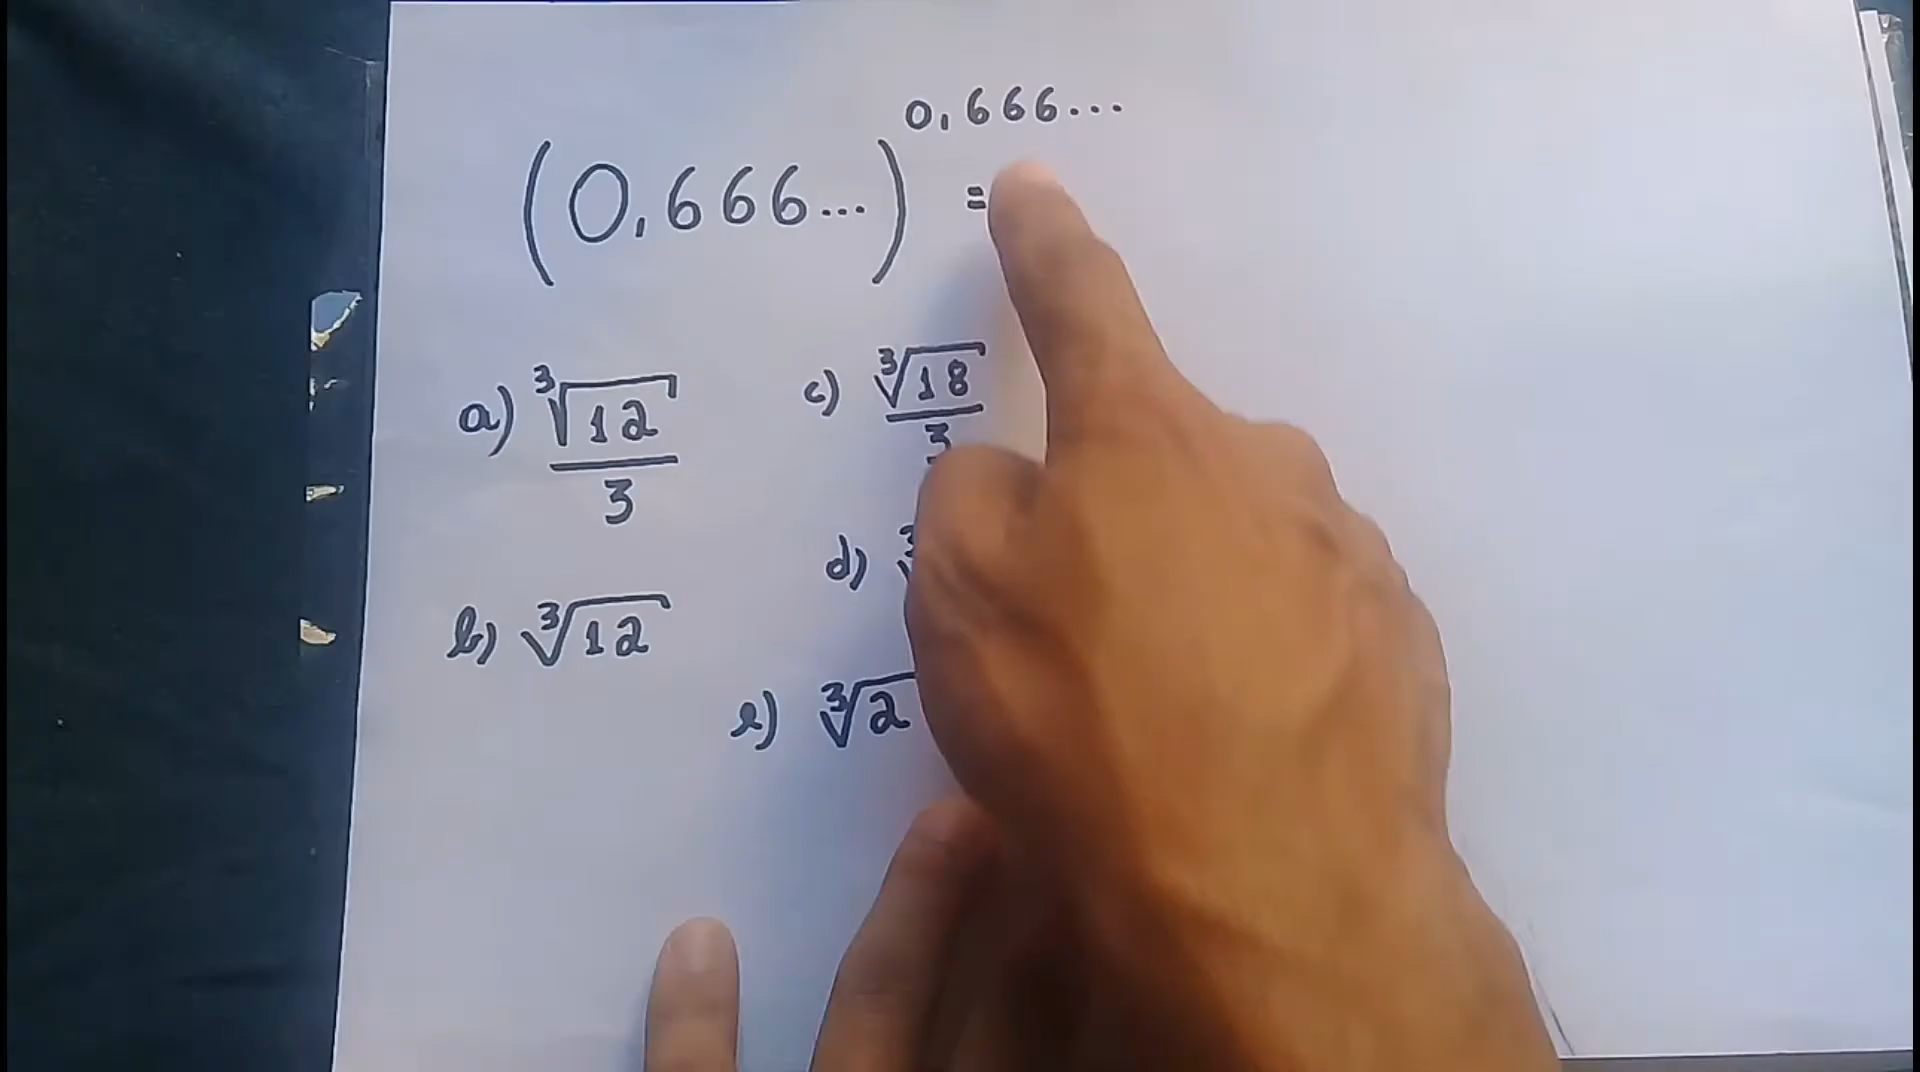 (0,666...)^0,666... =
a) ∛12/3
b) ∛12
c) ∛18/3
d)
e) ∛2